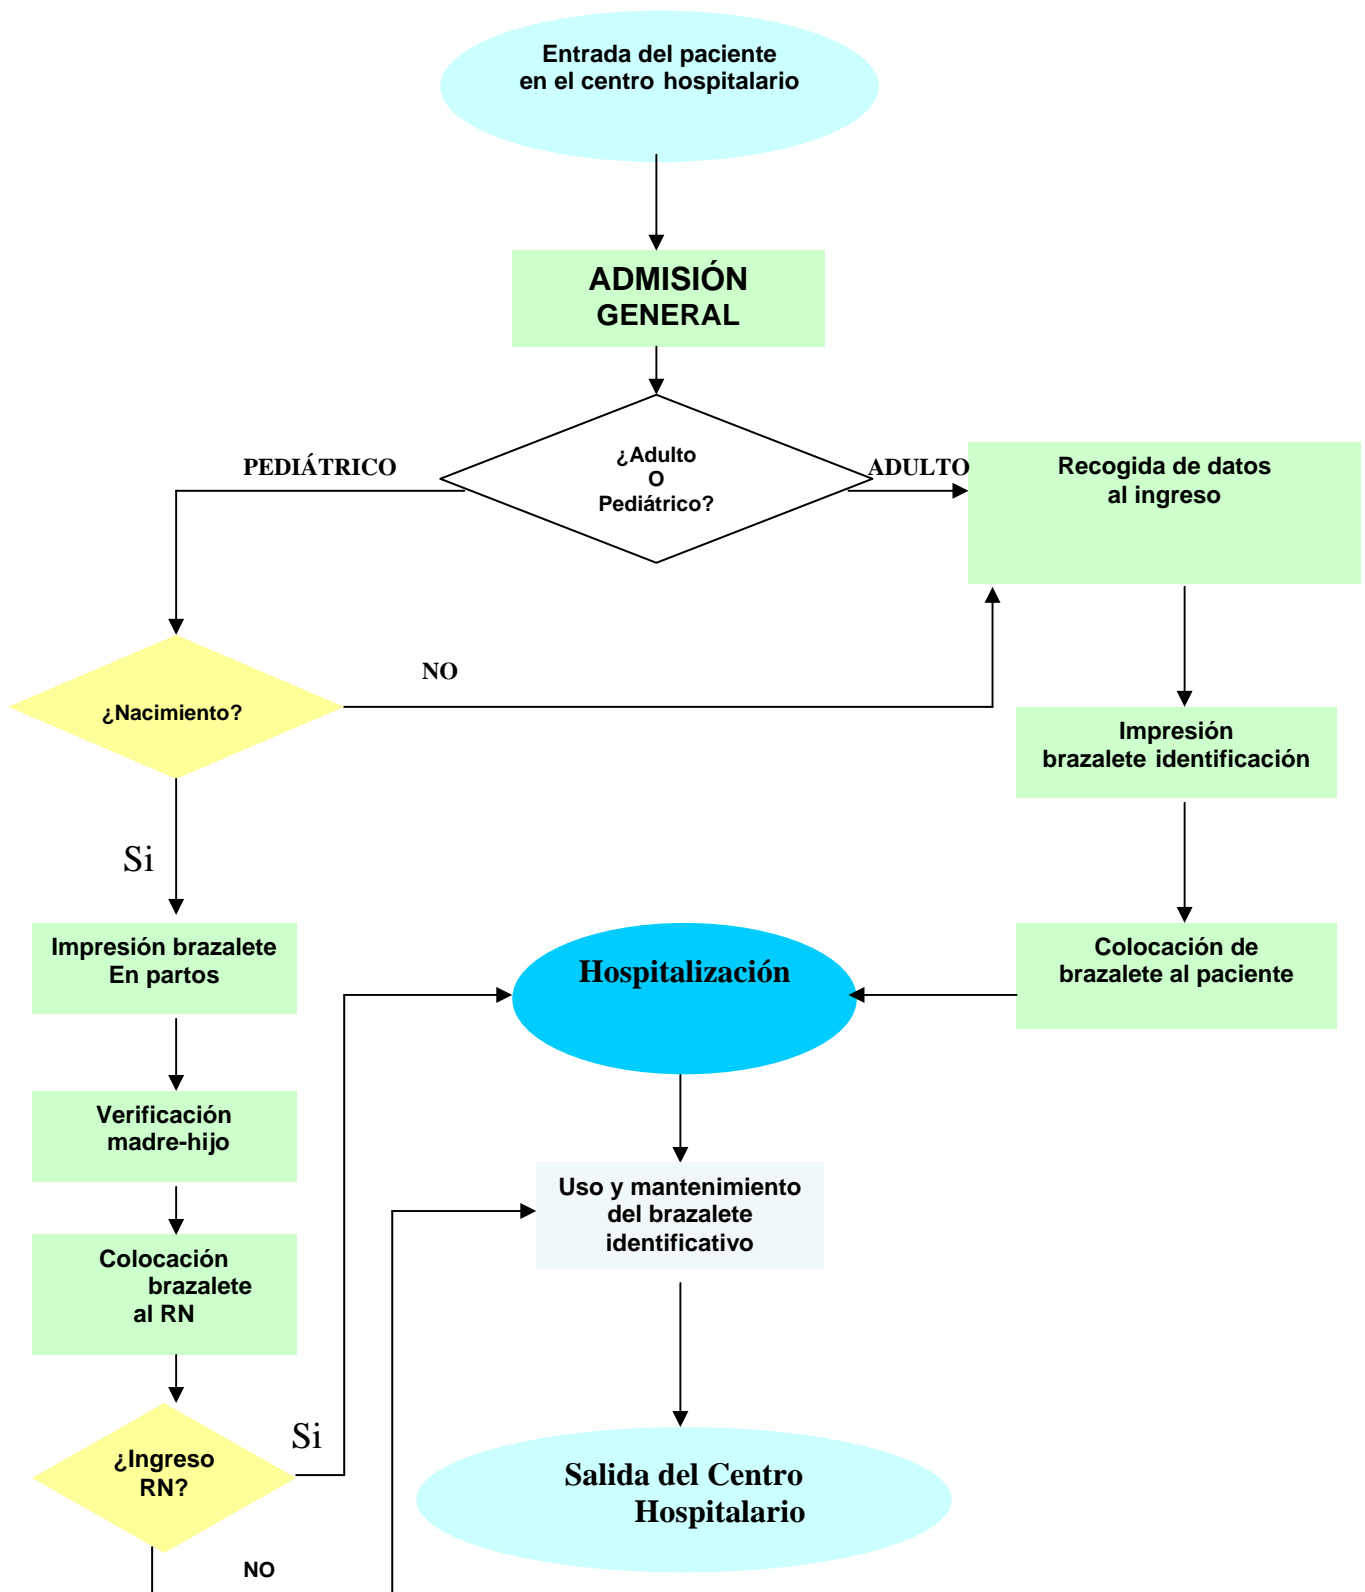 Entrada del paciente
en el centro hospitalario
ADMISIÓN
GENERAL
PEDIÁTRICO
¿Adulto
O
Pediátrico?
ADULTO
Recogida de datos
al ingreso
¿Nacimiento?
NO
Impresión
brazalete identificación
Si
Impresión brazalete
En partos
Hospitalización
Colocación de
brazalete al paciente
Verificación
madre-hijo
Uso y mantenimiento
del brazalete
identificativo
Colocación
brazalete
al RN
¿Ingreso
RN?
Si
Salida del Centro
Hospitalario
NO